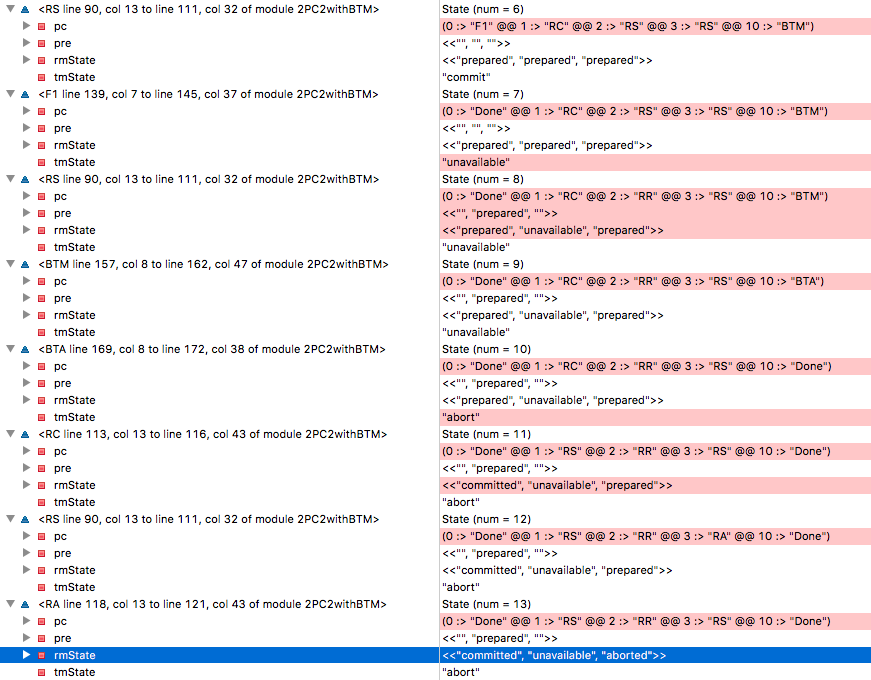 <RS line 90, col 13 to line 111, col 32 of module 2PCwithBTM> State (num = 6)
pc (0 :> "F1" @@ 1 :> "RC" @@ 2 :> "RS" @@ 3 :> "RS" @@ 10 :> "BTM")
pre <<"", "", "">>
rmState <<"prepared", "prepared", "prepared">>
tmState "commit"
<F1 line 139, col 7 to line 145, col 37 of module 2PC2withBTM> State (num = 7)
pc (0 :> "Done" @@ 1 :> "RC" @@ 2 :> "RS" @@ 3 :> "RS" @@ 10 :> "BTM")
pre <<"", "", "">>
rmState <<"prepared", "prepared", "prepared">>
tmState "unavailable"
<RS line 90, col 13 to line 111, col 32 of module 2PC2withBTM> State (num = 8)
pc (0 :> "Done" @@ 1 :> "RC" @@ 2 :> "RR" @@ 3 :> "RS" @@ 10 :> "BTM")
pre <<"", "prepared", "">>
rmState <<"prepared", "unavailable", "prepared">>
tmState "unavailable"
<BTM line 157, col 8 to line 162, col 47 of module 2PC2withBTM> State (num = 9)
pc (0 :> "Done" @@ 1 :> "RC" @@ 2 :> "RR" @@ 3 :> "RS" @@ 10 :> "BTA")
pre <<"", "prepared", "">>
rmState <<"prepared", "unavailable", "prepared">>
tmState "unavailable"
<BTA line 169, col 8 to line 172, col 38 of module 2PC2withBTM> State (num = 10)
pc (0 :> "Done" @@ 1 :> "RC" @@ 2 :> "RR" @@ 3 :> "RS" @@ 10 :> "Done")
pre <<"", "prepared", "">>
rmState <<"prepared", "unavailable", "prepared">>
tmState "abort"
<RC line 113, col 13 to line 116, col 43 of module 2PC2withBTM> State (num = 11)
pc (0 :> "Done" @@ 1 :> "RS" @@ 2 :> "RR" @@ 3 :> "RS" @@ 10 :> "Done")
pre <<"", "prepared", "">>
rmState <<"committed", "unavailable", "prepared">>
tmState "abort"
<RS line 90, col 13 to line 111, col 32 of module 2PC2withBTM> State (num = 12)
pc (0 :> "Done" @@ 1 :> "RS" @@ 2 :> "RR" @@ 3 :> "RA" @@ 10 :> "Done")
pre <<"", "prepared", "">>
rmState <<"committed", "unavailable", "prepared">>
tmState "abort"
<RA line 118, col 13 to line 121, col 43 of module 2PC2withBTM> State (num = 13)
pc (0 :> "Done" @@ 1 :> "RS" @@ 2 :> "RR" @@ 3 :> "RS" @@ 10 :> "Done")
pre <<"", "prepared", "">>
rmState <<"committed", "unavailable", "aborted">>
tmState "abort"